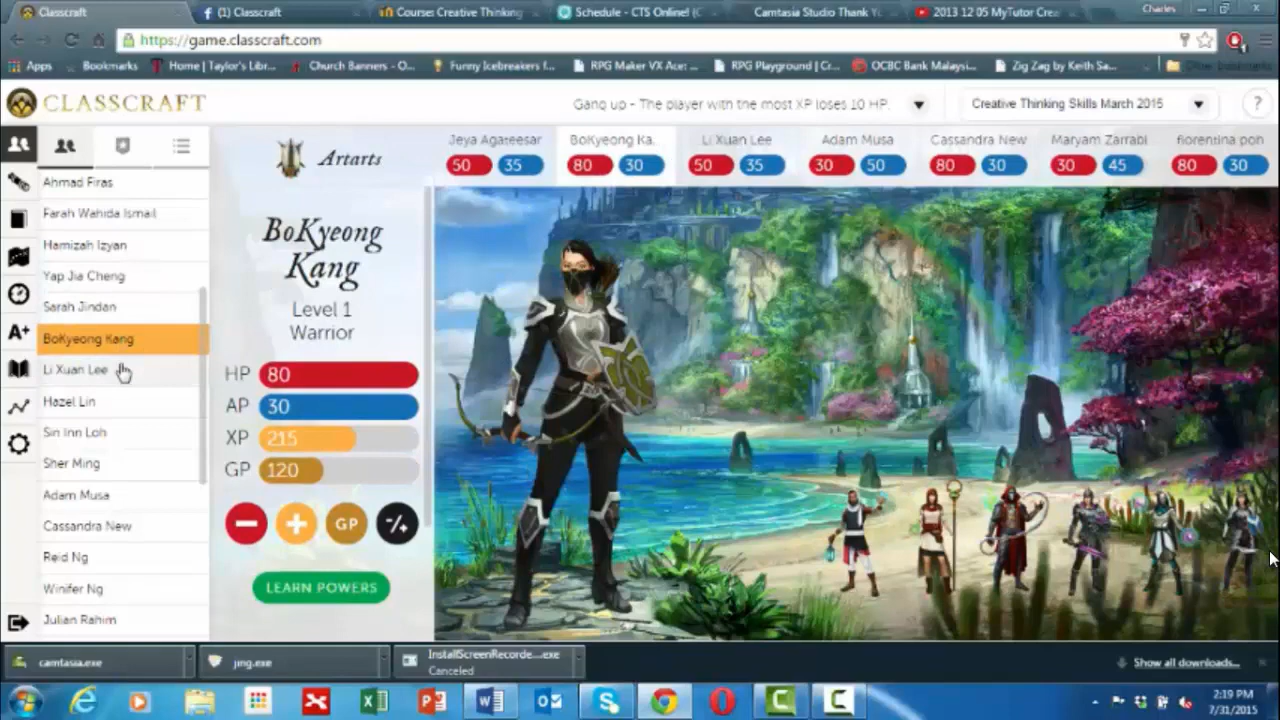 Classcraft
(1) Classcraft
Course: Creative Thinking
Schedule - CTS Online! (C
Camtasia Studio Thank Yo
2013 12 05 MyTutor Crea
Charles
https://game.classcraft.com
Apps
Bookmarks
Home | Taylor's Libr...
Church Banners - O...
Funny Icebreakers f...
RPG Maker VX Ace: ...
RPG Playground | Cr...
OCBC Bank Malaysi...
Zig Zag by Keith Sa...
Other bookmarks
CLASSCRAFT
Gang up - The player with the most XP loses 10 HP.
Creative Thinking Skills March 2015
?
Artarts
Jeya Agateesar
BoKyeong Ka.
Li Xuan Lee
Adam Musa
Cassandra New
Maryam Zarrabi
fiorentina poh
50 35
80 30
50 35
30 50
80 30
30 45
80 30
Ahmad Firas
Farah Wahida Ismail
Hamizah Izyan
Yap Jia Cheng
Sarah Jindan
BoKyeong Kang
Li Xuan Lee
Hazel Lin
Sin Inn Loh
Sher Ming
Adam Musa
Cassandra New
Reid Ng
Winifer Ng
Julian Rahim
A+
BoKyeong
Kang
Level 1
Warrior
HP 80
AP 30
XP 215
GP 120
GP
-/+
LEARN POWERS
camtasia.exe
jing.exe
InstallScreenRecorde....exe
Canceled
Show all downloads...
2:19 PM
7/31/2015